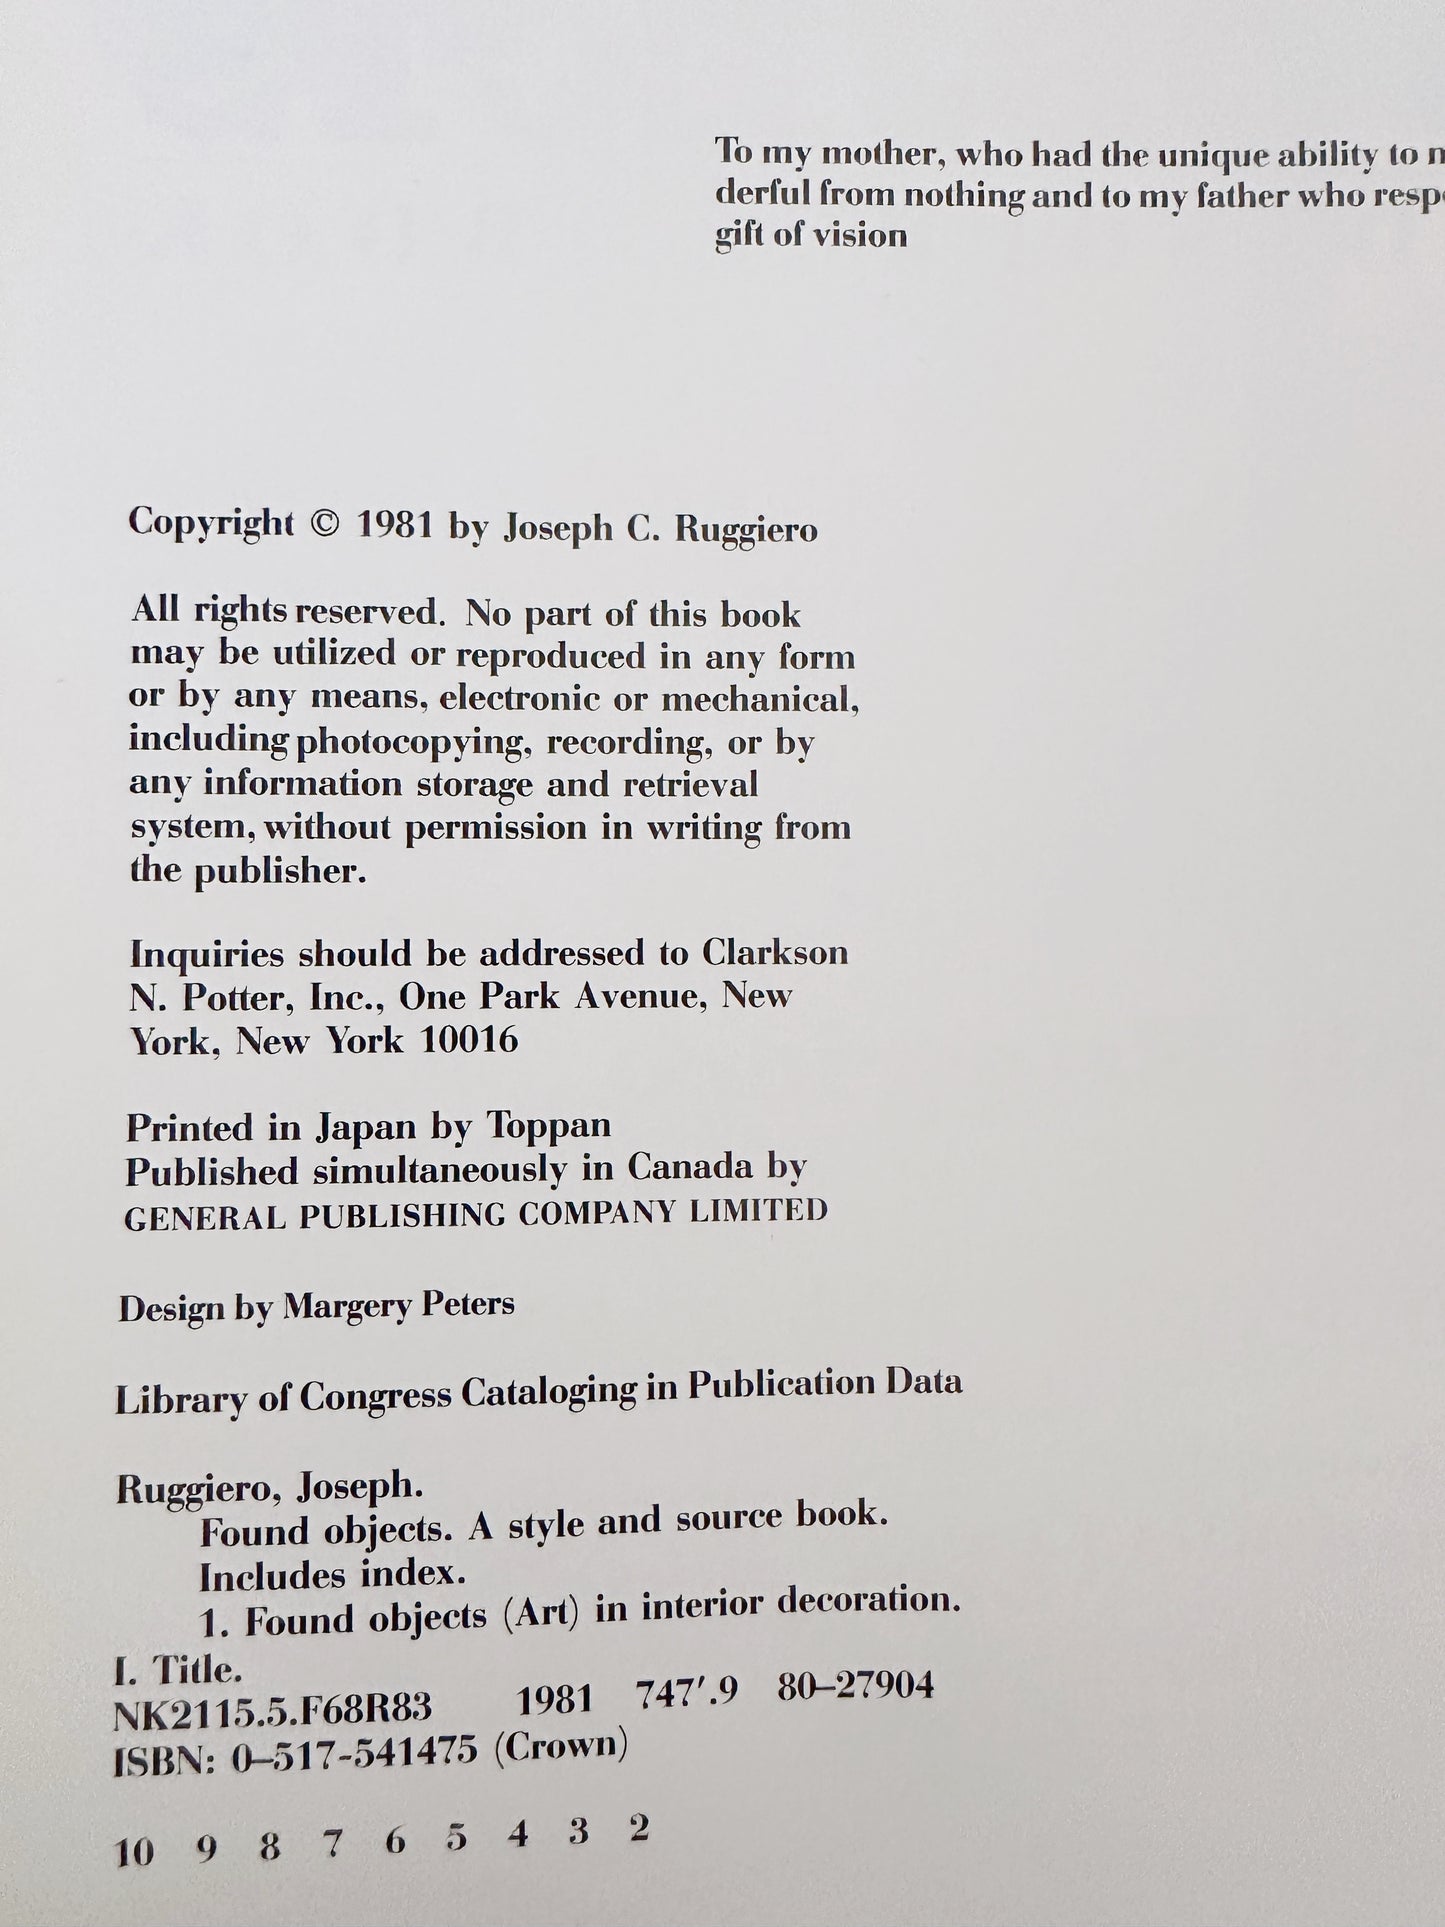 To my mother, who had the unique ability to
derful from nothing and to my father who
gift of vision
Copyright © 1981 by Joseph C. Ruggiero
All rights reserved. No part of this book
may be utilized or reproduced in any form
or by any means, electronic or mechanical,
including photocopying, recording, or by
any information storage and retrieval
system, without permission in writing from
the publisher.
Inquiries should be addressed to Clarkson
N. Potter, Inc., One Park Avenue, New
York, New York 10016
Printed in Japan by Toppan
Published simultaneously in Canada by
GENERAL PUBLISHING COMPANY LIMITED
Design by Margery Peters
Library of Congress Cataloging in Publication Data
Ruggiero, Joseph.
Found objects. A style and source book.
Includes index.
1. Found objects (Art) in interior decoration.
I. Title.
NK2115.5.F68R83 1981 747′.9 80–27904
ISBN: 0–517-541475 (Crown)
10 9 8 7 6 5 4 3 2